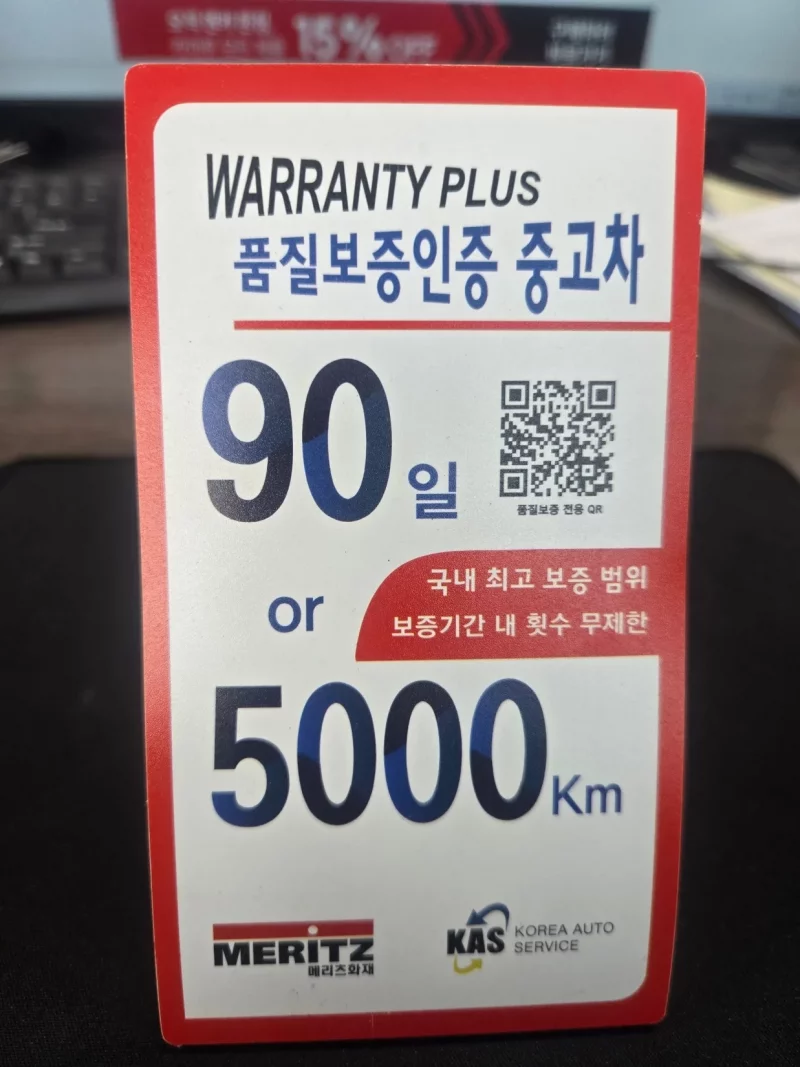 15%
WARRANTY PLUS
품질보증인증 중고차
90일
품질보증 전용 QR
or
국내 최고 보증 범위
보증기간 내 횟수 무제한
5000Km
MERITZ
메리츠화재
KAS KOREA AUTO
SERVICE